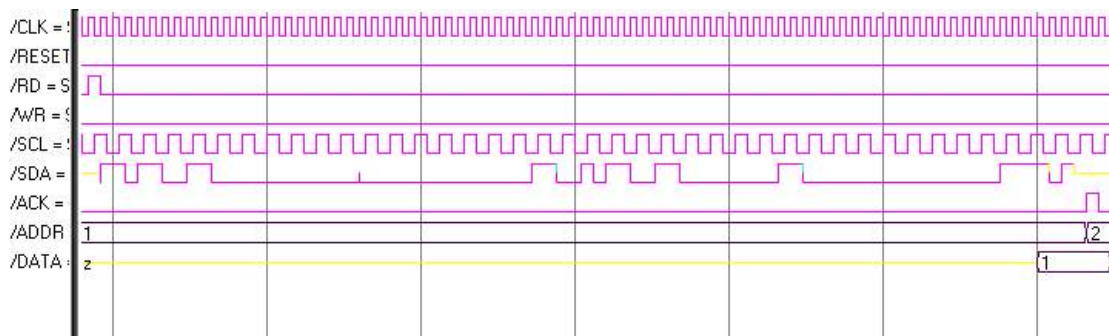 /CLK = S
/RESET
/RD = S
/WR = S
/SCL = S
/SDA =
/ACK =
/ADDR
1
2
/DATA =
z
1